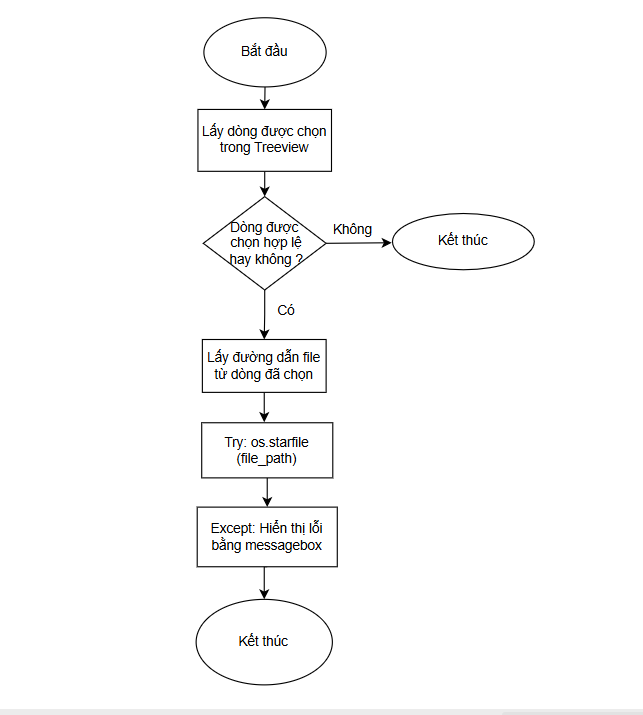 Bắt đầu
Lấy dòng được chọn
trong Treeview
Dòng được
chọn hợp lệ
hay không ?
Không
Kết thúc
Có
Lấy đường dẫn file
từ dòng đã chọn
Try: os.starfile
(file_path)
Except: Hiển thị lỗi
bằng messagebox
Kết thúc